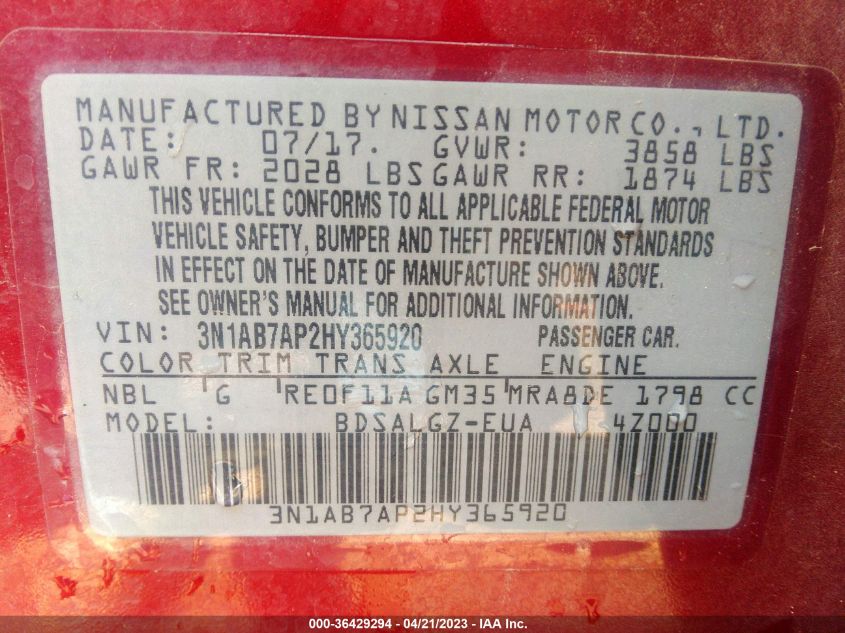 MANUFACTURED BY NISSAN MOTOR CO., LTD.
DATE: 07/17. GVWR: 3858 LBS
GAWR FR: 2028 LBS GAWR RR: 1874 LBS
THIS VEHICLE CONFORMS TO ALL APPLICABLE FEDERAL MOTOR
VEHICLE SAFETY, BUMPER AND THEFT PREVENTION STANDARDS
IN EFFECT ON THE DATE OF MANUFACTURE SHOWN ABOVE.
SEE OWNER'S MANUAL FOR ADDITIONAL INFORMATION.
VIN: 3N1AB7AP2HY365920 PASSENGER CAR.
COLOR TRIM TRANS AXLE ENGINE
NBL G RE0F11A GM35 MRA8DE 1798 CC
MODEL: BDSALGZ-EUA 4Z000
3N1AB7AP2HY365920
000-36429294 - 04/21/2023 - IAA Inc.